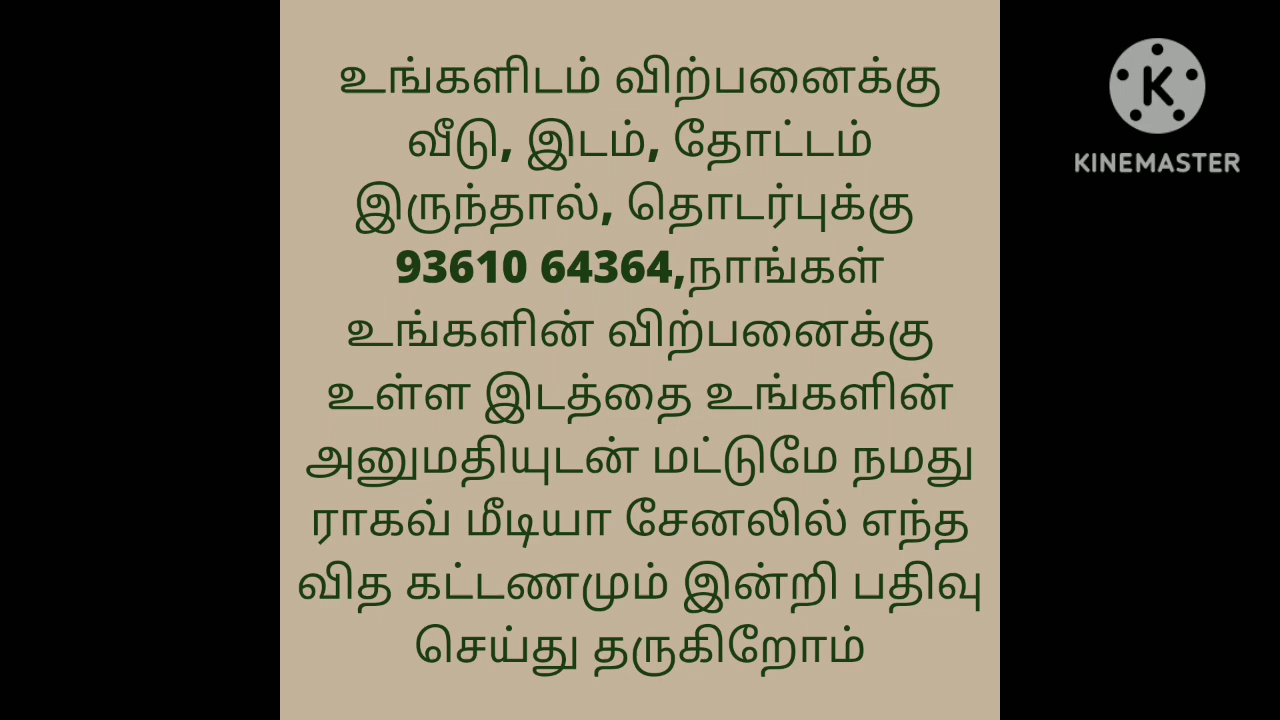 உங்களிடம் விற்பனைக்கு
வீடு, இடம், தோட்டம்
இருந்தால், தொடர்புக்கு
93610 64364,நாங்கள்
உங்களின் விற்பனைக்கு
உள்ள இடத்தை உங்களின்
அனுமதியுடன் மட்டுமே நமது
ராகவ் மீடியா சேனலில் எந்த
வித கட்டணமும் இன்றி பதிவு
செய்து தருகிறோம்
K
KINEMASTER